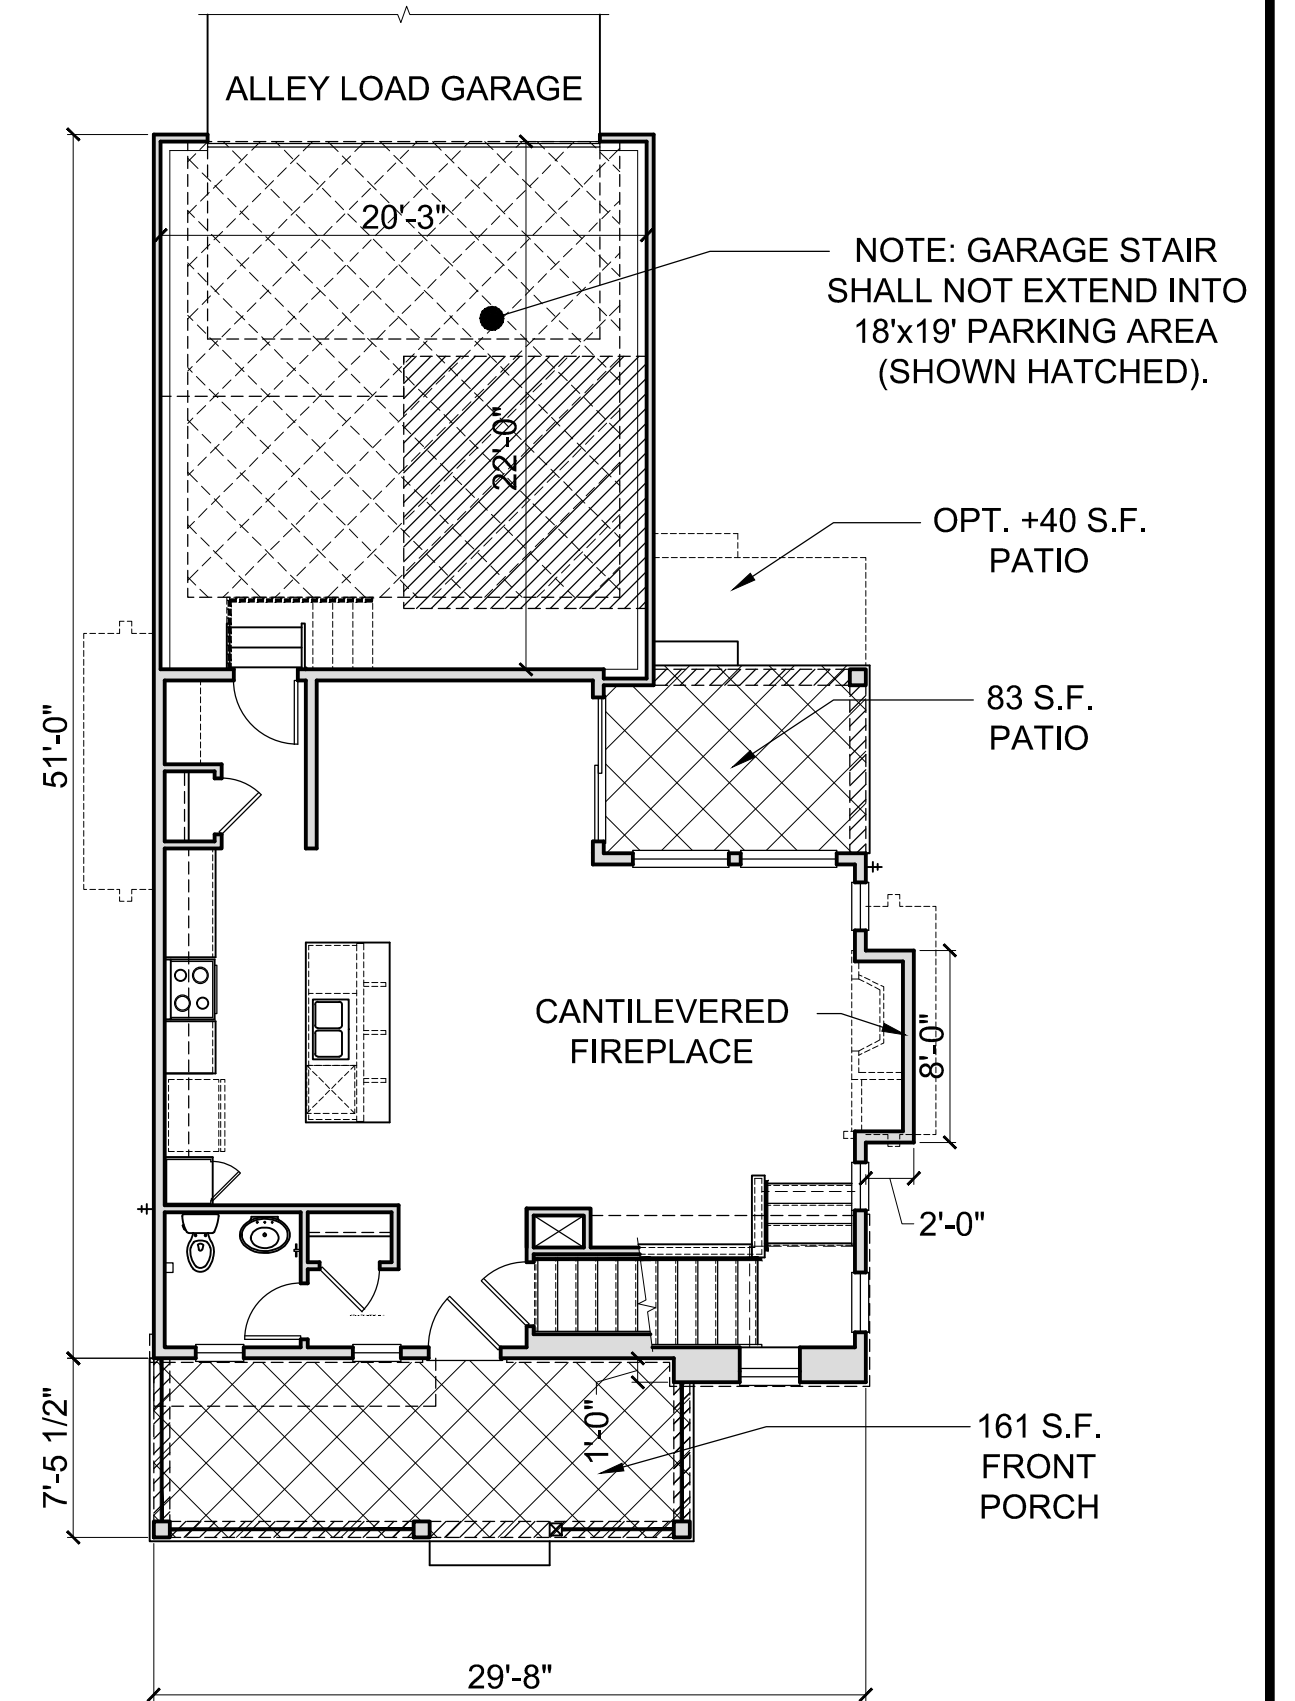 ALLEY LOAD GARAGE
20'-3"
NOTE: GARAGE STAIR
SHALL NOT EXTEND INTO
18'x19' PARKING AREA
(SHOWN HATCHED).
22'-0"
OPT. +40 S.F.
PATIO
83 S.F.
PATIO
51'-0"
CANTILEVERED
FIREPLACE
8'-0"
2'-0"
7'-5 1/2"
1'-0"
161 S.F.
FRONT
PORCH
29'-8"